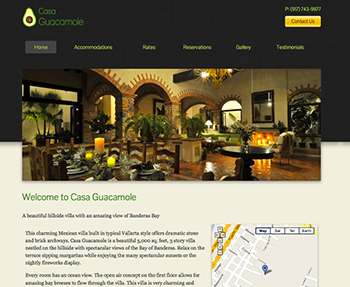 Casa
Guacamole
P: (917) 743-9877
Contact Us
Home Accommodations Rates Reservations Gallery Testimonials
Welcome to Casa Guacamole
A beautiful hillside villa with an amazing view of Banderas Bay
This charming Mexican villa built in typical Vallarta style offers dramatic
stone and brick archways. Casa Guacamole is a beautiful 5,000 sq. feet, 3 story villa
nestled on the hillside with spectacular views of the Bay of Banderas. Relax on the
terrace sipping margaritas while enjoying the many spectacular sunsets or the
nightly fireworks display.
Every room has an ocean view. The open air concept on the first floor allows for
amazing bay breezes to flow through the villa. This villa is very charming and
Map Sat Ter Earth